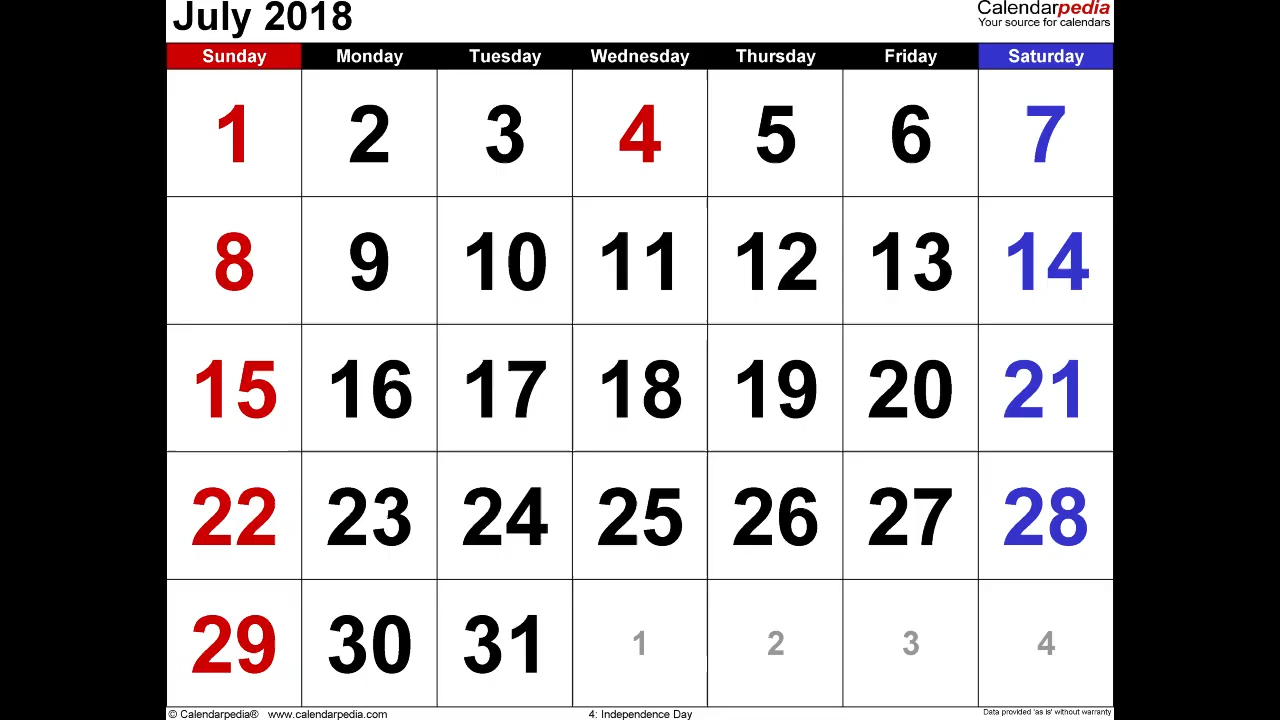 July 2018
Calendarpedia
Your source for calendars
Sunday Monday Tuesday Wednesday Thursday Friday Saturday
1 2 3 4 5 6 7
8 9 10 11 12 13 14
15 16 17 18 19 20 21
22 23 24 25 26 27 28
29 30 31 1 2 3 4
© Calendarpedia® www.calendarpedia.com 4: Independence Day Data provided 'as is' without warranty